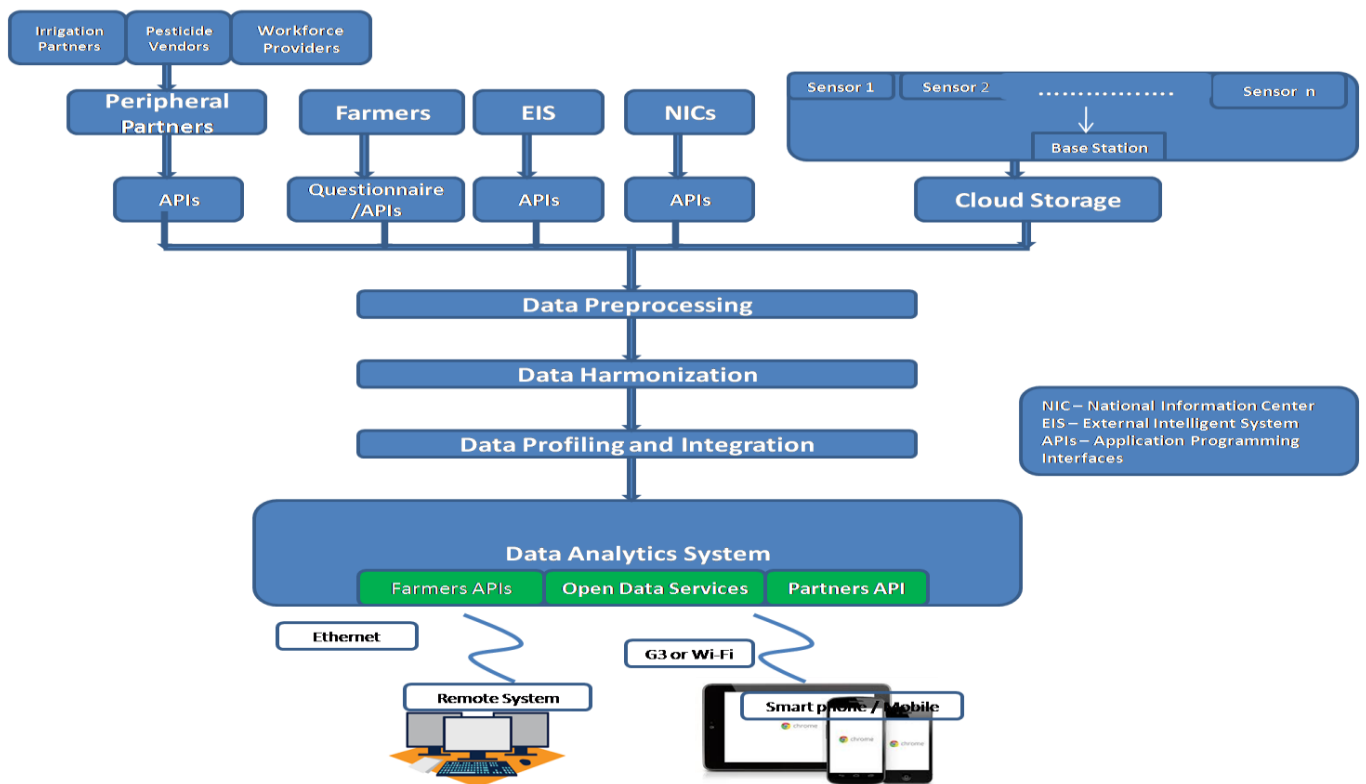 Irrigation
Partners
Pesticide
Vendors
Workforce
Providers
Peripheral
Partners
Farmers
EIS
NICs
Sensor 1
Sensor 2
.................
Sensor n
Base Station
APIs
Questionnaire
/APIs
APIs
APIs
Cloud Storage
Data Preprocessing
Data Harmonization
Data Profiling and Integration
NIC – National Information Center
EIS – External Intelligent System
APIs – Application Programming
Interfaces
Data Analytics System
Farmers APIs
Open Data Services
Partners API
Ethernet
G3 or Wi-Fi
Remote System
Smart phone / Mobile
chrome
chrome
chrome